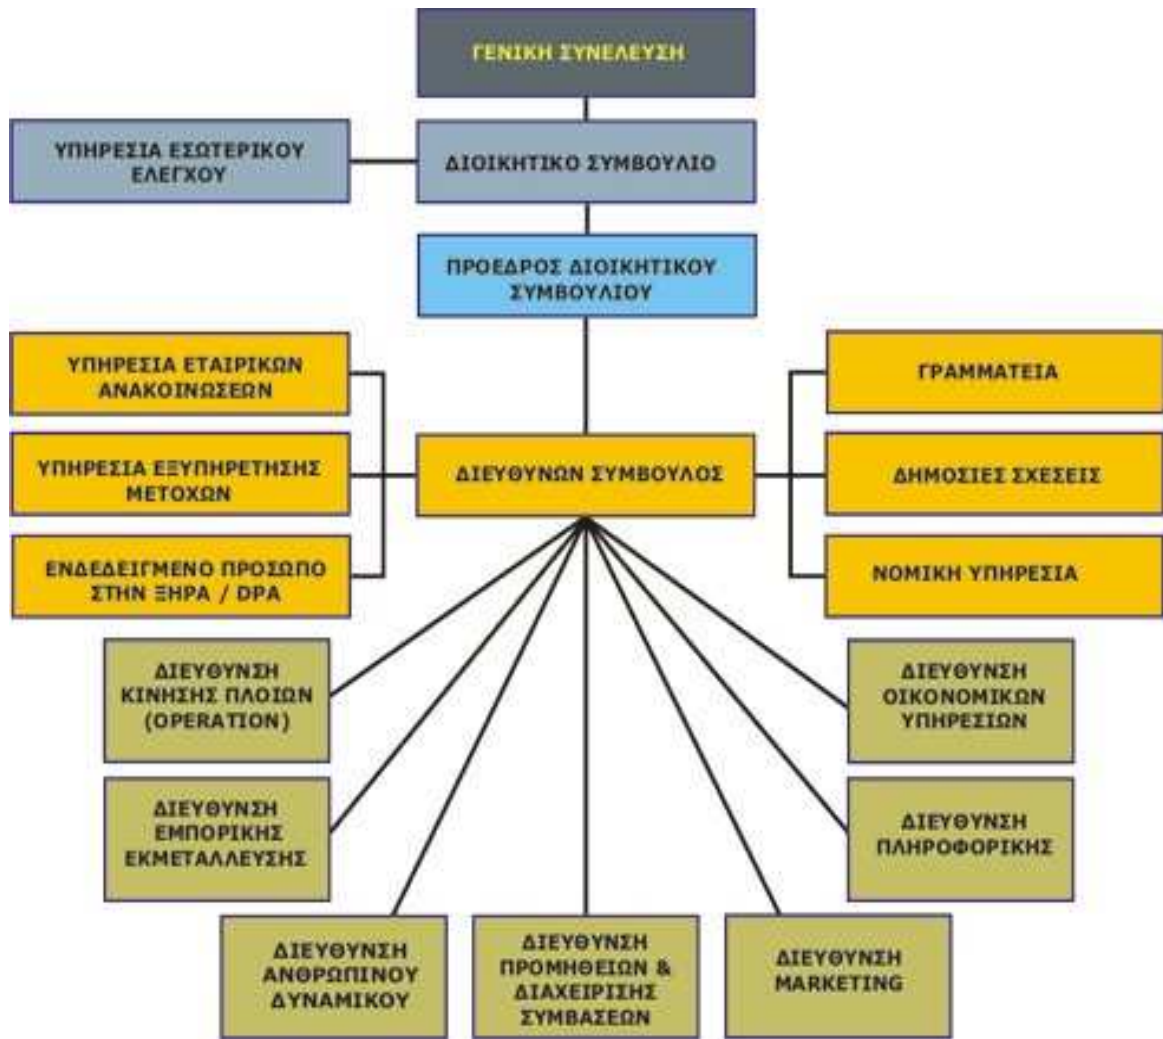 ΓΕΝΙΚΗ ΣΥΝΕΛΕΥΣΗ
ΥΠΗΡΕΣΙΑ ΕΣΩΤΕΡΙΚΟΥ
ΕΛΕΓΧΟΥ
ΔΙΟΙΚΗΤΙΚΟ ΣΥΜΒΟΥΛΙΟ
ΠΡΟΕΔΡΟΣ ΔΙΟΙΚΗΤΙΚΟΥ
ΣΥΜΒΟΥΛΙΟΥ
ΥΠΗΡΕΣΙΑ ΕΤΑΙΡΙΚΩΝ
ΑΝΑΚΟΙΝΩΣΕΩΝ
ΓΡΑΜΜΑΤΕΙΑ
ΥΠΗΡΕΣΙΑ ΕΞΥΠΗΡΕΤΗΣΗΣ
ΜΕΤΟΧΩΝ
ΔΙΕΥΘΥΝΩΝ ΣΥΜΒΟΥΛΟΣ
ΔΗΜΟΣΙΕΣ ΣΧΕΣΕΙΣ
ΕΝΔΕΔΕΙΓΜΕΝΟ ΠΡΟΣΩΠΟ
ΣΤΗΝ ΞΗΡΑ / DPA
ΝΟΜΙΚΗ ΥΠΗΡΕΣΙΑ
ΔΙΕΥΘΥΝΣΗ
ΚΙΝΗΣΗΣ ΠΛΟΙΩΝ
(OPERATION)
ΔΙΕΥΘΥΝΣΗ
ΟΙΚΟΝΟΜΙΚΩΝ
ΥΠΗΡΕΣΙΩΝ
ΔΙΕΥΘΥΝΣΗ
ΕΜΠΟΡΙΚΗΣ
ΕΚΜΕΤΑΛΛΕΥΣΗΣ
ΔΙΕΥΘΥΝΣΗ
ΠΛΗΡΟΦΟΡΙΚΗΣ
ΔΙΕΥΘΥΝΣΗ
ΑΝΘΡΩΠΙΝΟΥ
ΔΥΝΑΜΙΚΟΥ
ΔΙΕΥΘΥΝΣΗ
ΠΡΟΜΗΘΕΙΩΝ &
ΔΙΑΧΕΙΡΙΣΗΣ
ΣΥΜΒΑΣΕΩΝ
ΔΙΕΥΘΥΝΣΗ
MARKETING